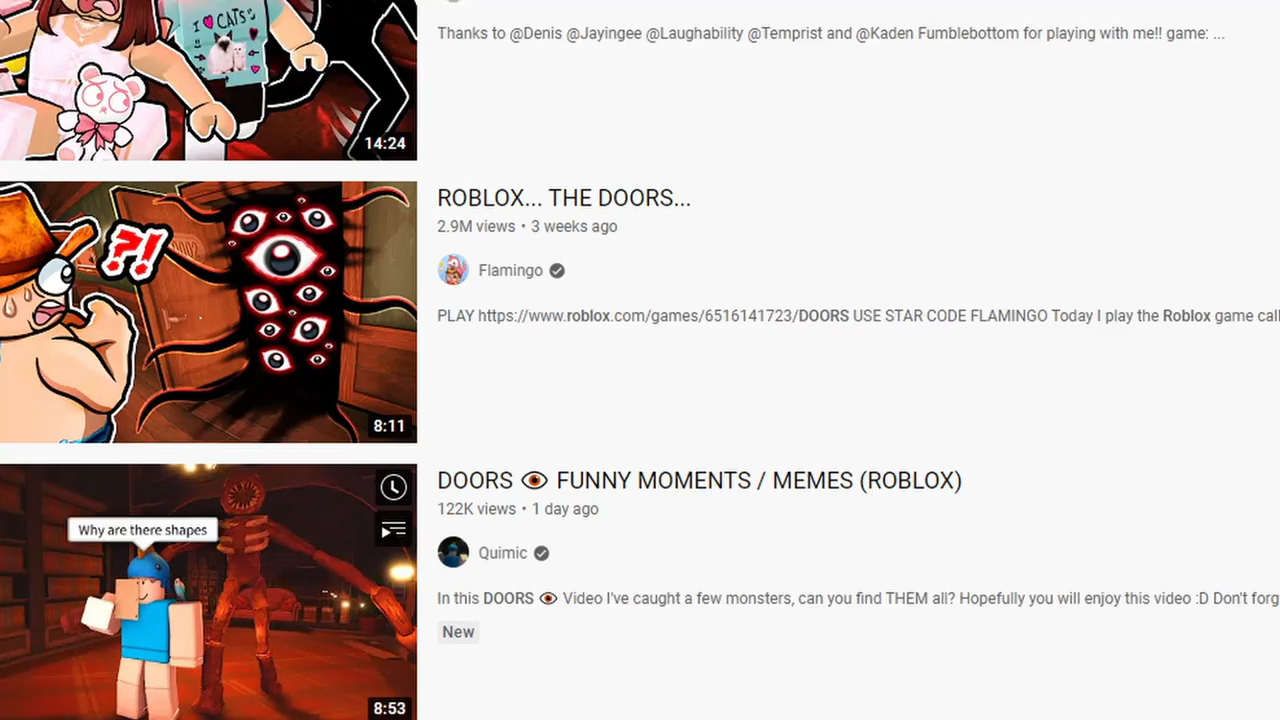 I ♥ CATS
Thanks to @Denis @Jayingee @Laughability @Temprist and @Kaden Fumblebottom for playing with me!! game: ...
14:24
ROBLOX... THE DOORS...
2.9M views • 3 weeks ago
?!
Flamingo
PLAY https://www.roblox.com/games/6516141723/DOORS USE STAR CODE FLAMINGO Today I play the Roblox game call
8:11
DOORS 👁 FUNNY MOMENTS / MEMES (ROBLOX)
122K views • 1 day ago
Why are there shapes
Quimic
In this DOORS 👁 Video I've caught a few monsters, can you find THEM all? Hopefully you will enjoy this video :D Don't forg
New
8:53